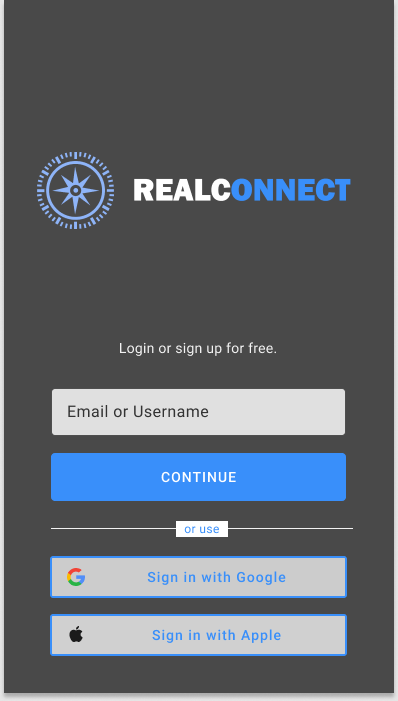 REALCONNECT
Login or sign up for free.
Email or Username
CONTINUE
or use
Sign in with Google
Sign in with Apple